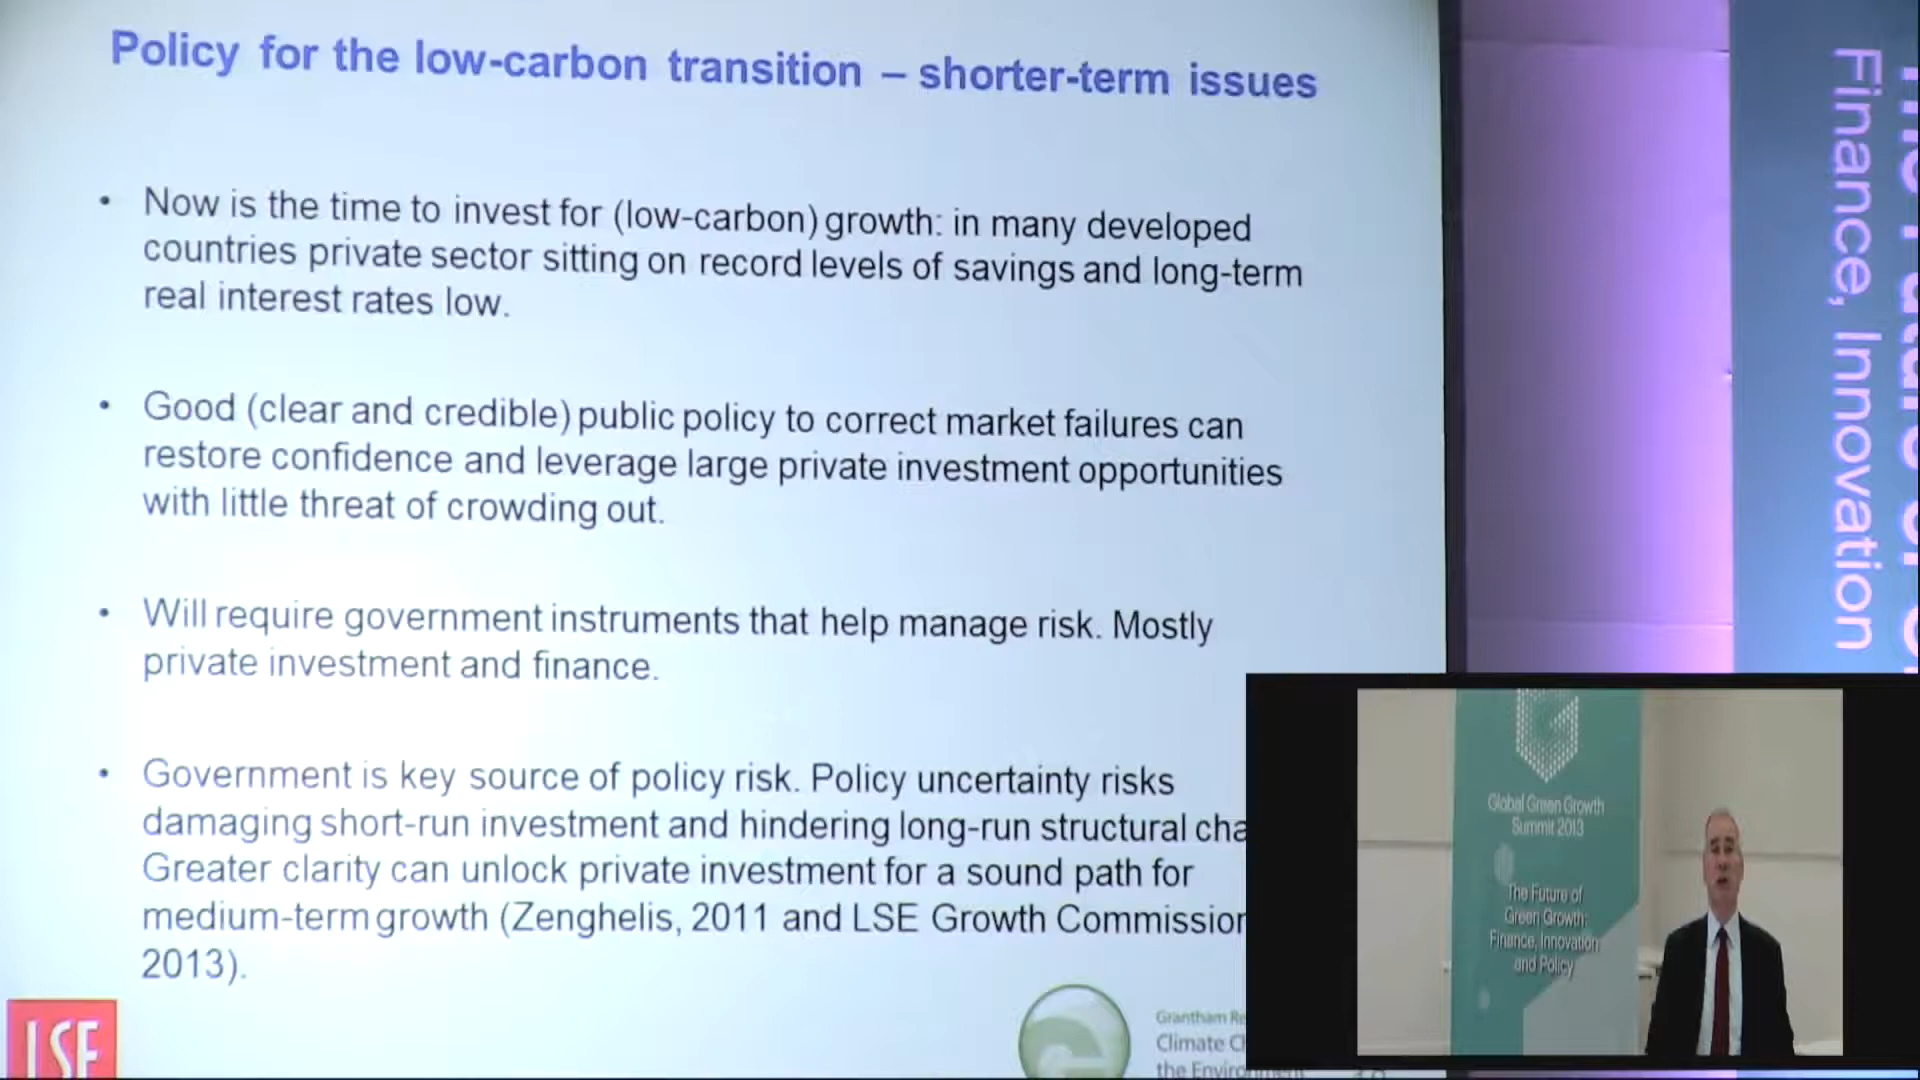 Policy for the low-carbon transition – shorter-term issues
• Now is the time to invest for (low-carbon) growth: in many developed
countries private sector sitting on record levels of savings and long-term
real interest rates low.
• Good (clear and credible) public policy to correct market failures can
restore confidence and leverage large private investment opportunities
with little threat of crowding out.
• Will require government instruments that help manage risk. Mostly
private investment and finance.
• Government is key source of policy risk. Policy uncertainty risks
damaging short-run investment and hindering long-run structural cha
Greater clarity can unlock private investment for a sound path for
medium-term growth (Zenghelis, 2011 and LSE Growth Commission
2013).
LSE
Grantham Re
Climate C
the Environment
Finance, Innovation
Global Green Growth
Summit 2013
The Future of
Green Growth:
Finance, Innovation
and Policy